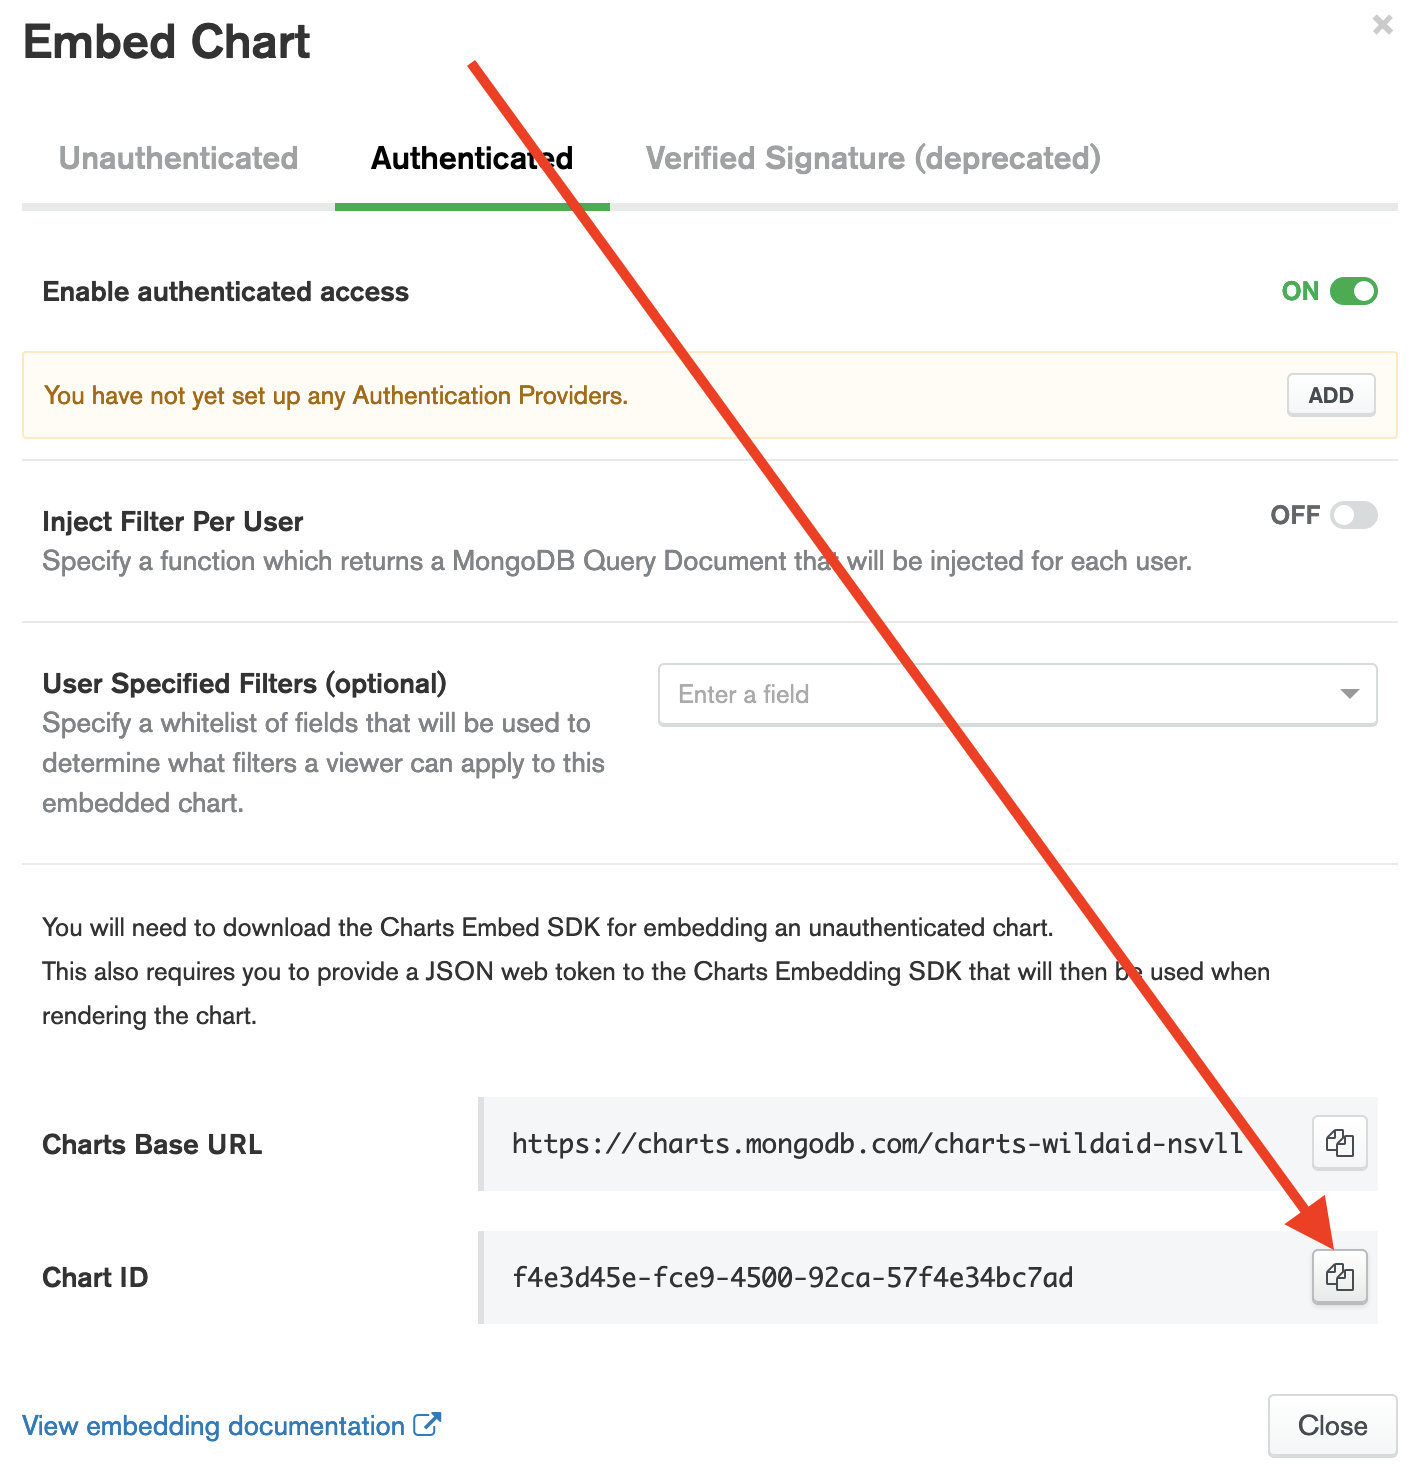 Embed Chart
Unauthenticated
Authenticated
Verified Signature (deprecated)
Enable authenticated access
ON
You have not yet set up any Authentication Providers.
ADD
Inject Filter Per User
OFF
Specify a function which returns a MongoDB Query Document that will be injected for each user.
User Specified Filters (optional)
Specify a whitelist of fields that will be used to
determine what filters a viewer can apply to this
embedded chart.
Enter a field
You will need to download the Charts Embed SDK for embedding an unauthenticated chart.
This also requires you to provide a JSON web token to the Charts Embedding SDK that will then be used when
rendering the chart.
Charts Base URL
https://charts.mongodb.com/charts-wildaid-nsvll
Chart ID
f4e3d45e-fce9-4500-92ca-57f4e34bc7ad
View embedding documentation
Close